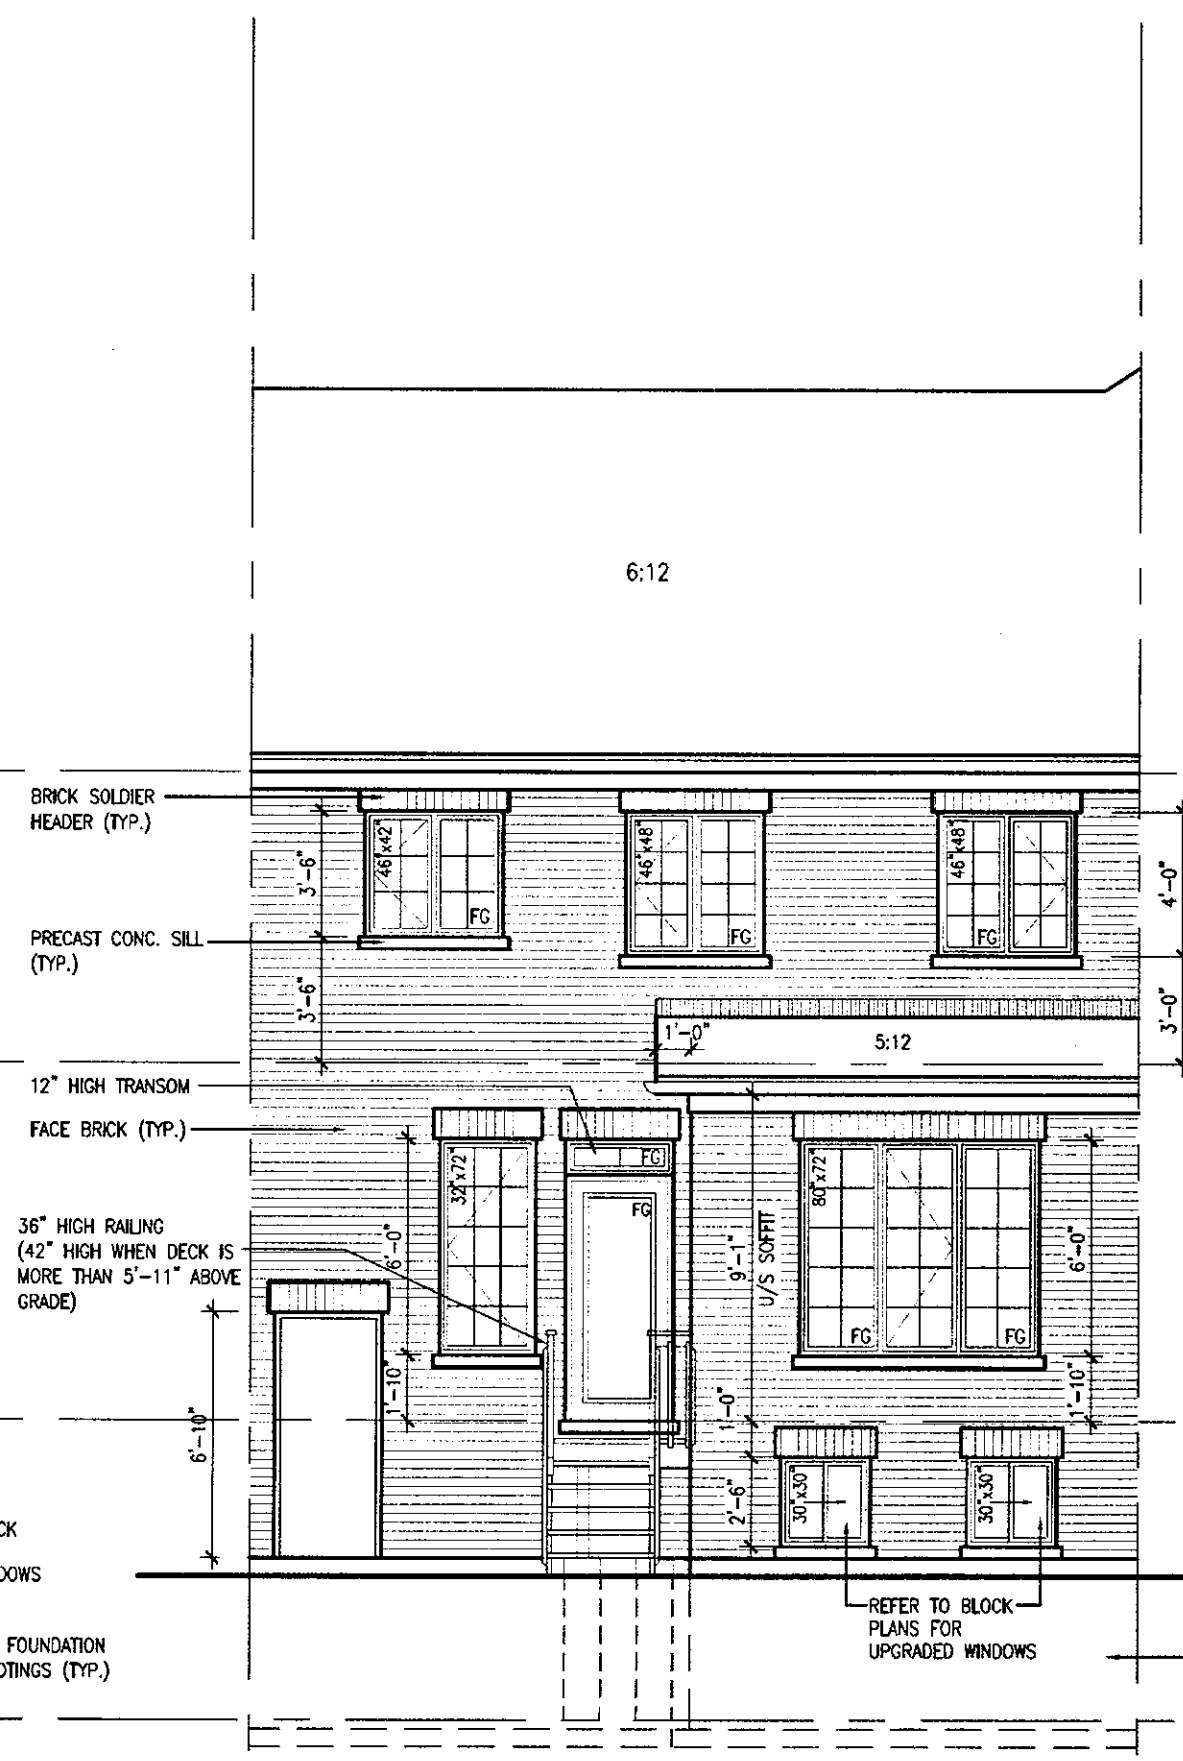 6:12
BRICK SOLDIER
HEADER (TYP.)
46"x42"
FG
46"x48"
FG
46"x48"
FG
3'-6"
4'-0"
PRECAST CONC. SILL
(TYP.)
3'-6"
3'-0"
1'-0"
5:12
12" HIGH TRANSOM
FACE BRICK (TYP.)
FG
32"x72"
80"x72"
FG
36" HIGH RAILING
(42" HIGH WHEN DECK IS
MORE THAN 5'-11" ABOVE
GRADE)
6'-0"
9'-1"
U/S SOFFIT
6'-0"
FG
FG
1'-10"
1'-10"
1'-0"
6'-10"
2'-6"
30"x30"
30"x30"
CK
DOWS
REFER TO BLOCK
PLANS FOR
UPGRADED WINDOWS
FOUNDATION
OTINGS (TYP.)